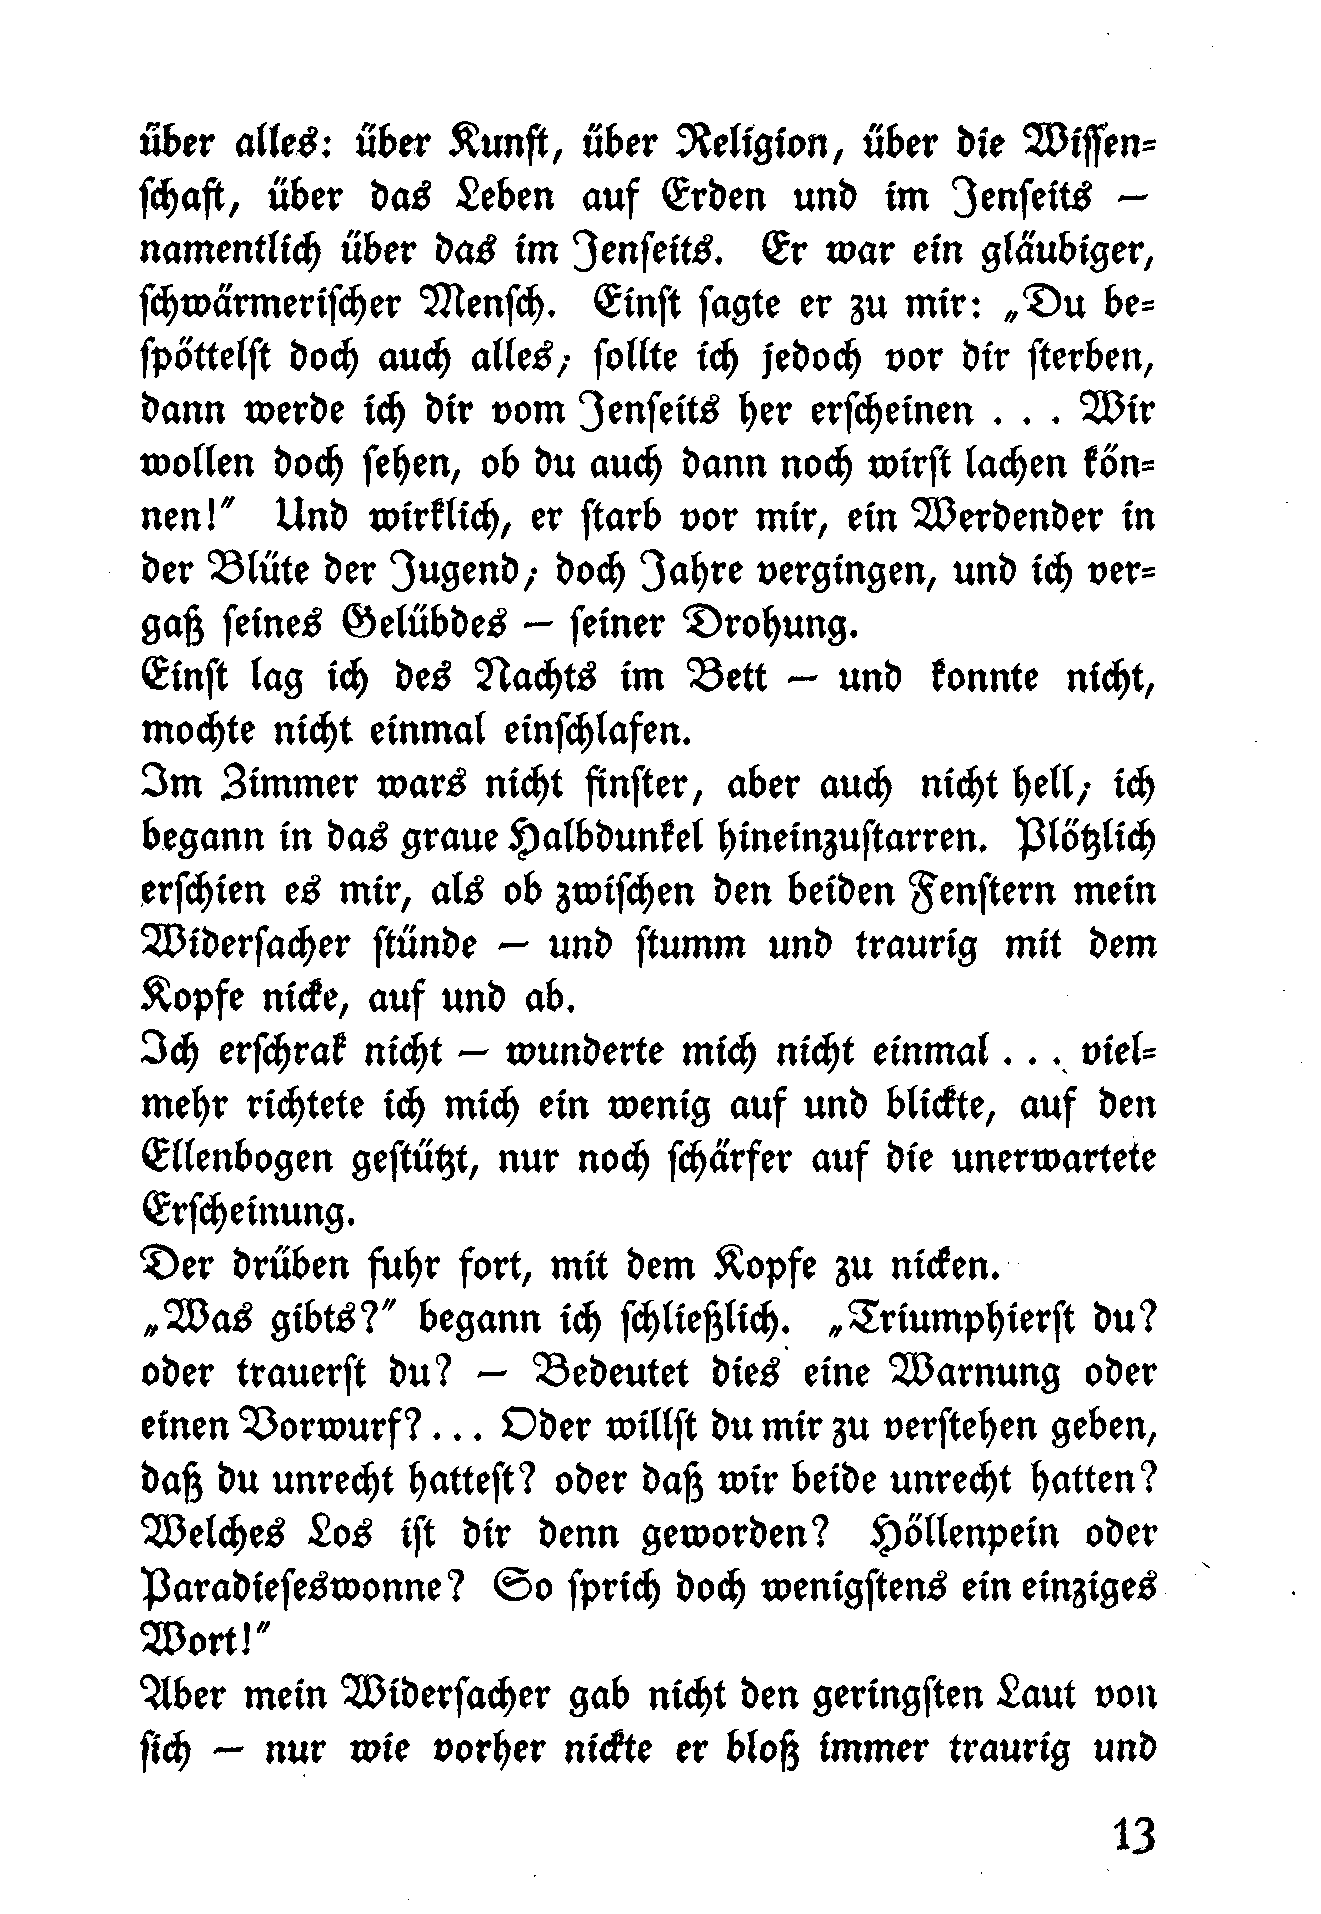 über alles: über Kunst, über Religion, über die Wissen=
schaft, über das Leben auf Erden und im Jenseits —
namentlich über das im Jenseits. Er war ein gläubiger,
schwärmerischer Mensch. Einst sagte er zu mir: „Du be=
spöttelst doch auch alles; sollte ich jedoch vor dir sterben,
dann werde ich dir vom Jenseits her erscheinen . . . Wir
wollen doch sehen, ob du auch dann noch wirst lachen kön=
nen!" Und wirklich, er starb vor mir, ein Werdender in
der Blüte der Jugend; doch Jahre vergingen, und ich ver=
gaß seines Gelübdes — seiner Drohung.
Einst lag ich des Nachts im Bett — und konnte nicht,
mochte nicht einmal einschlafen.
Im Zimmer wars nicht finster, aber auch nicht hell; ich
begann in das graue Halbdunkel hineinzustarren. Plötzlich
erschien es mir, als ob zwischen den beiden Fenstern mein
Widersacher stünde — und stumm und traurig mit dem
Kopfe nicke, auf und ab.
Ich erschrak nicht — wunderte mich nicht einmal . . . viel=
mehr richtete ich mich ein wenig auf und blickte, auf den
Ellenbogen gestützt, nur noch schärfer auf die unerwartete
Erscheinung.
Der drüben fuhr fort, mit dem Kopfe zu nicken.
„Was gibts?" begann ich schließlich. „Triumphierst du?
oder trauerst du? — Bedeutet dies eine Warnung oder
einen Vorwurf? . . . Oder willst du mir zu verstehen geben,
daß du unrecht hattest? oder daß wir beide unrecht hatten?
Welches Los ist dir denn geworden? Höllenpein oder
Paradieseswonne? So sprich doch wenigstens ein einziges
Wort!"
Aber mein Widersacher gab nicht den geringsten Laut von
sich — nur wie vorher nickte er bloß immer traurig und
13